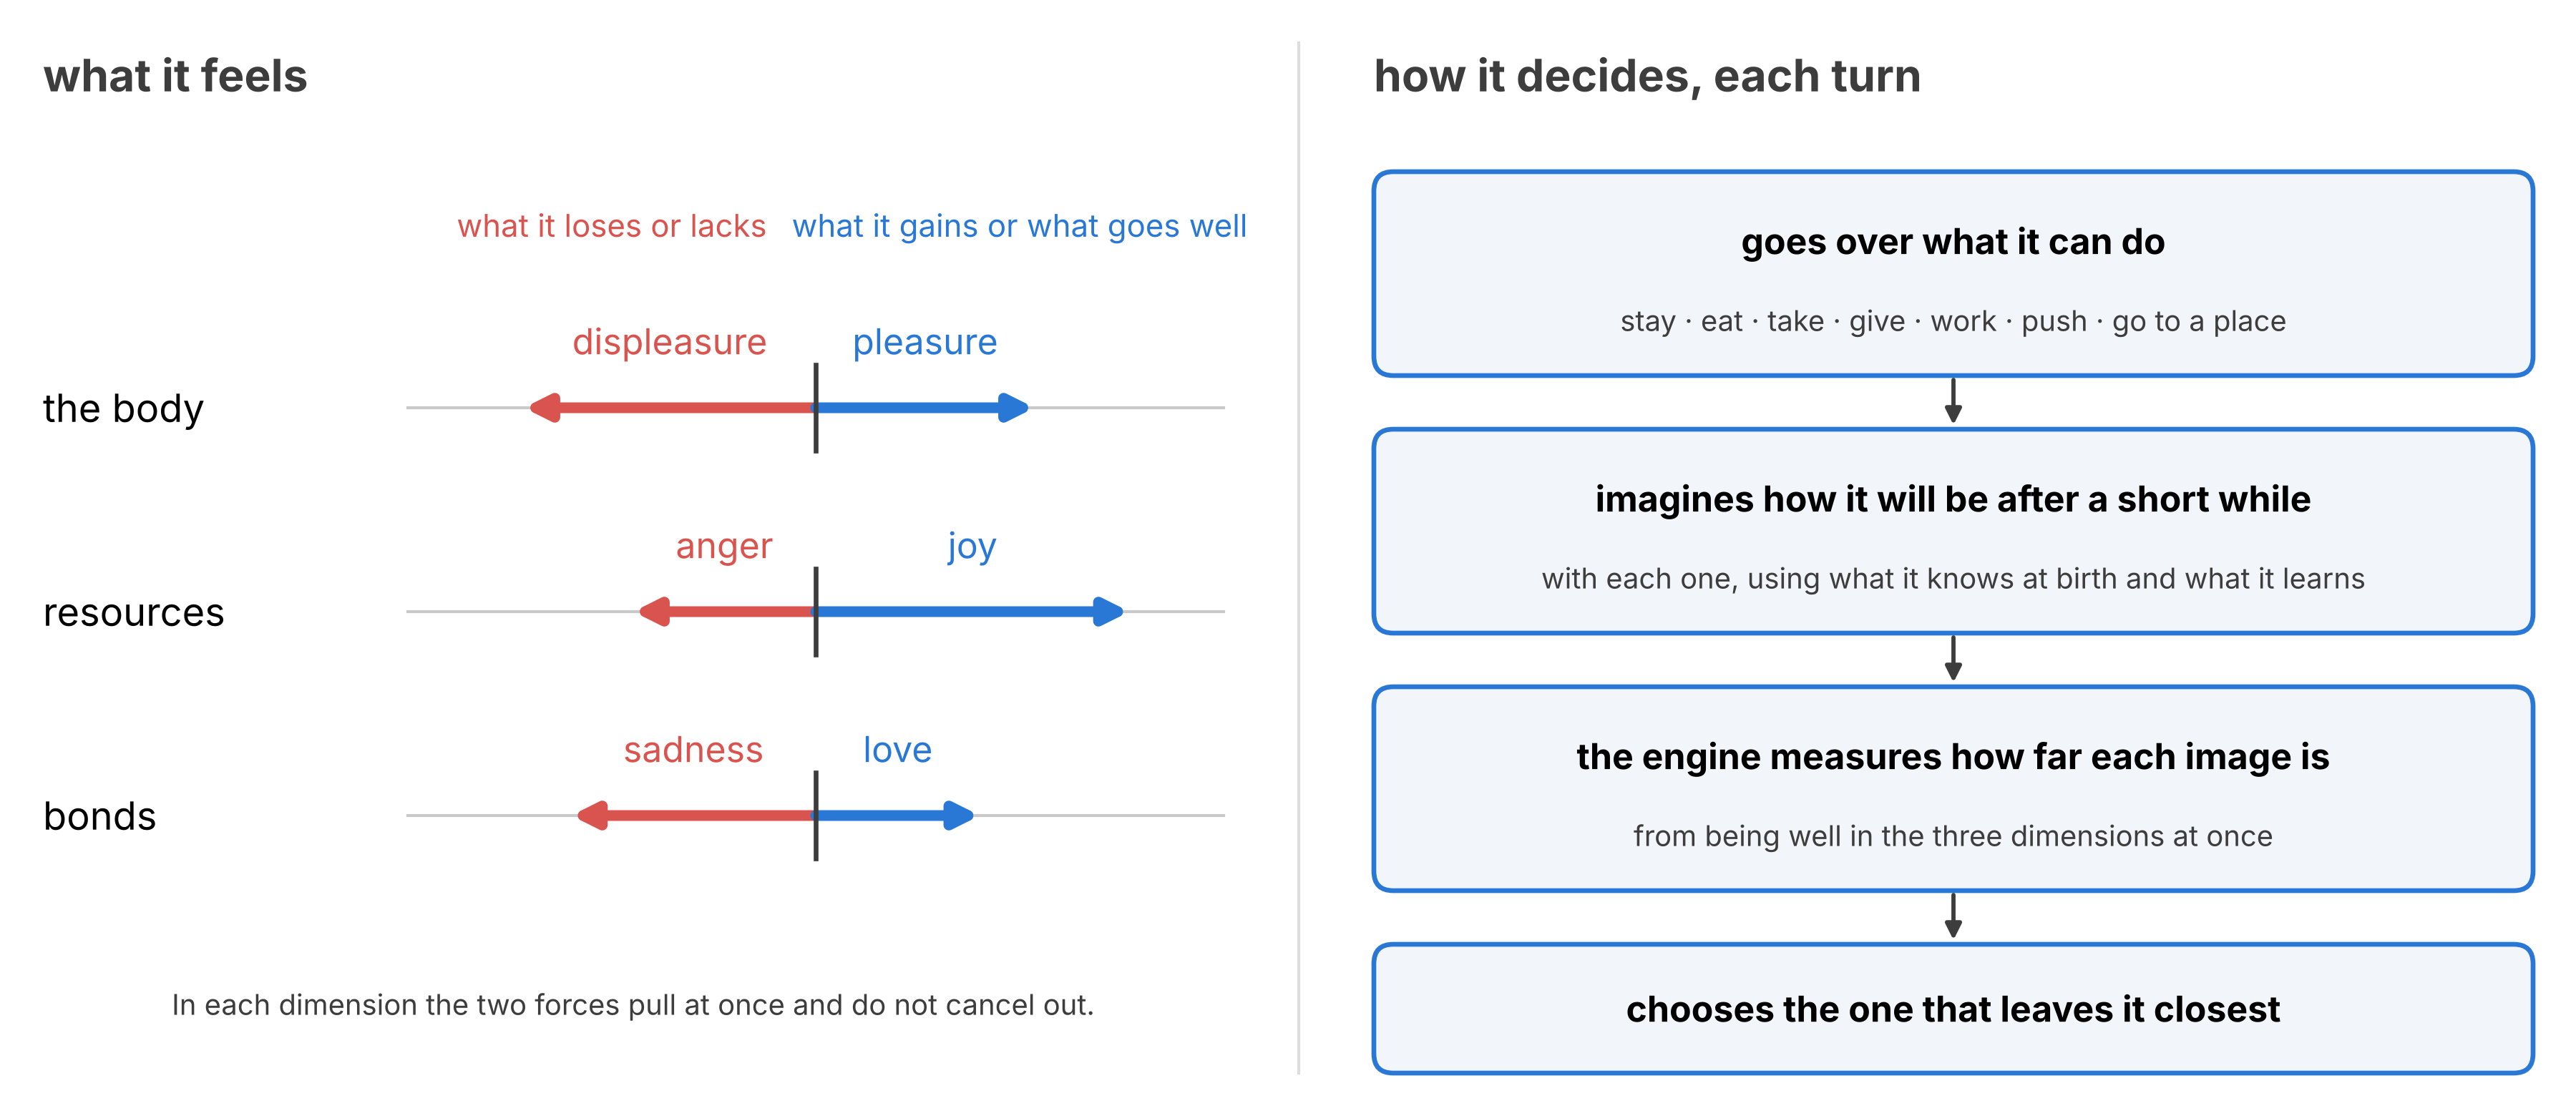 what it feels
what it loses or lacks
what it gains or what goes well
displeasure
pleasure
the body
anger
joy
resources
sadness
love
bonds
In each dimension the two forces pull at once and do not cancel out.
how it decides, each turn
goes over what it can do
stay · eat · take · give · work · push · go to a place
imagines how it will be after a short while
with each one, using what it knows at birth and what it learns
the engine measures how far each image is
from being well in the three dimensions at once
chooses the one that leaves it closest